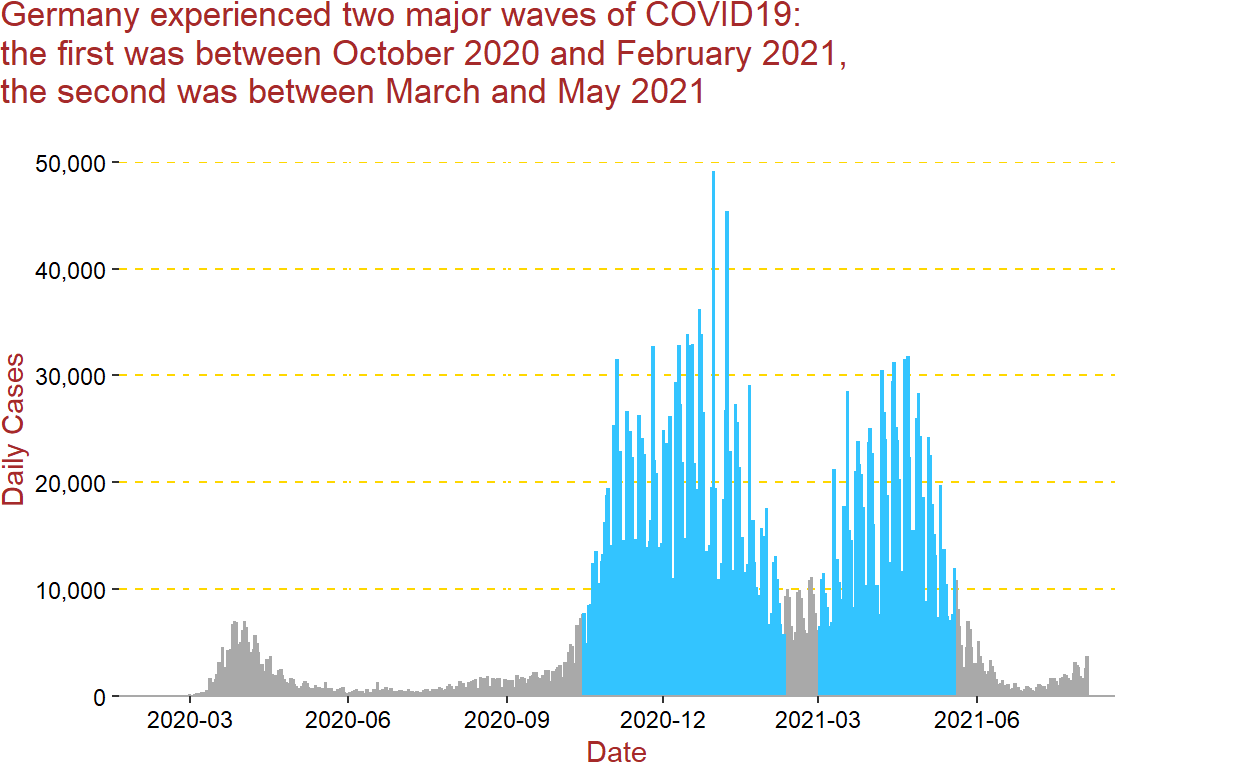 Germany experienced two major waves of COVID19:
the first was between October 2020 and February 2021,
the second was between March and May 2021
50,000
40,000
30,000
20,000
10,000
0
Daily Cases
2020-03 2020-06 2020-09 2020-12 2021-03 2021-06
Date